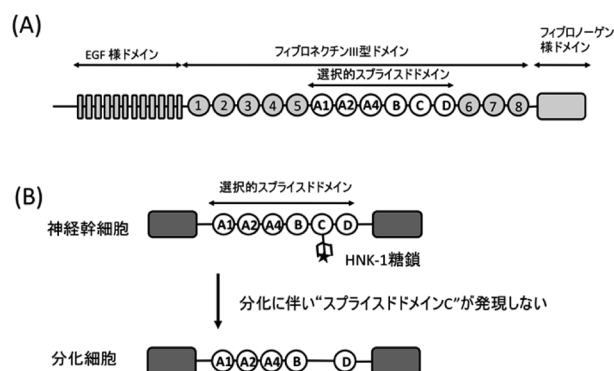 (A)
EGF 様ドメイン
フィブロネクチンIII型ドメイン
フィブロノーゲン
様ドメイン
選択的スプライスドドメイン
1 2 3 4 5 A1 A2 A4 B C D 6 7 8
(B)
選択的スプライスドドメイン
神経幹細胞
A1 A2 A4 B C D
HNK-1糖鎖
分化に伴い“スプライスドドメインC”が発現しない
分化細胞
A1 A2 A4 B D